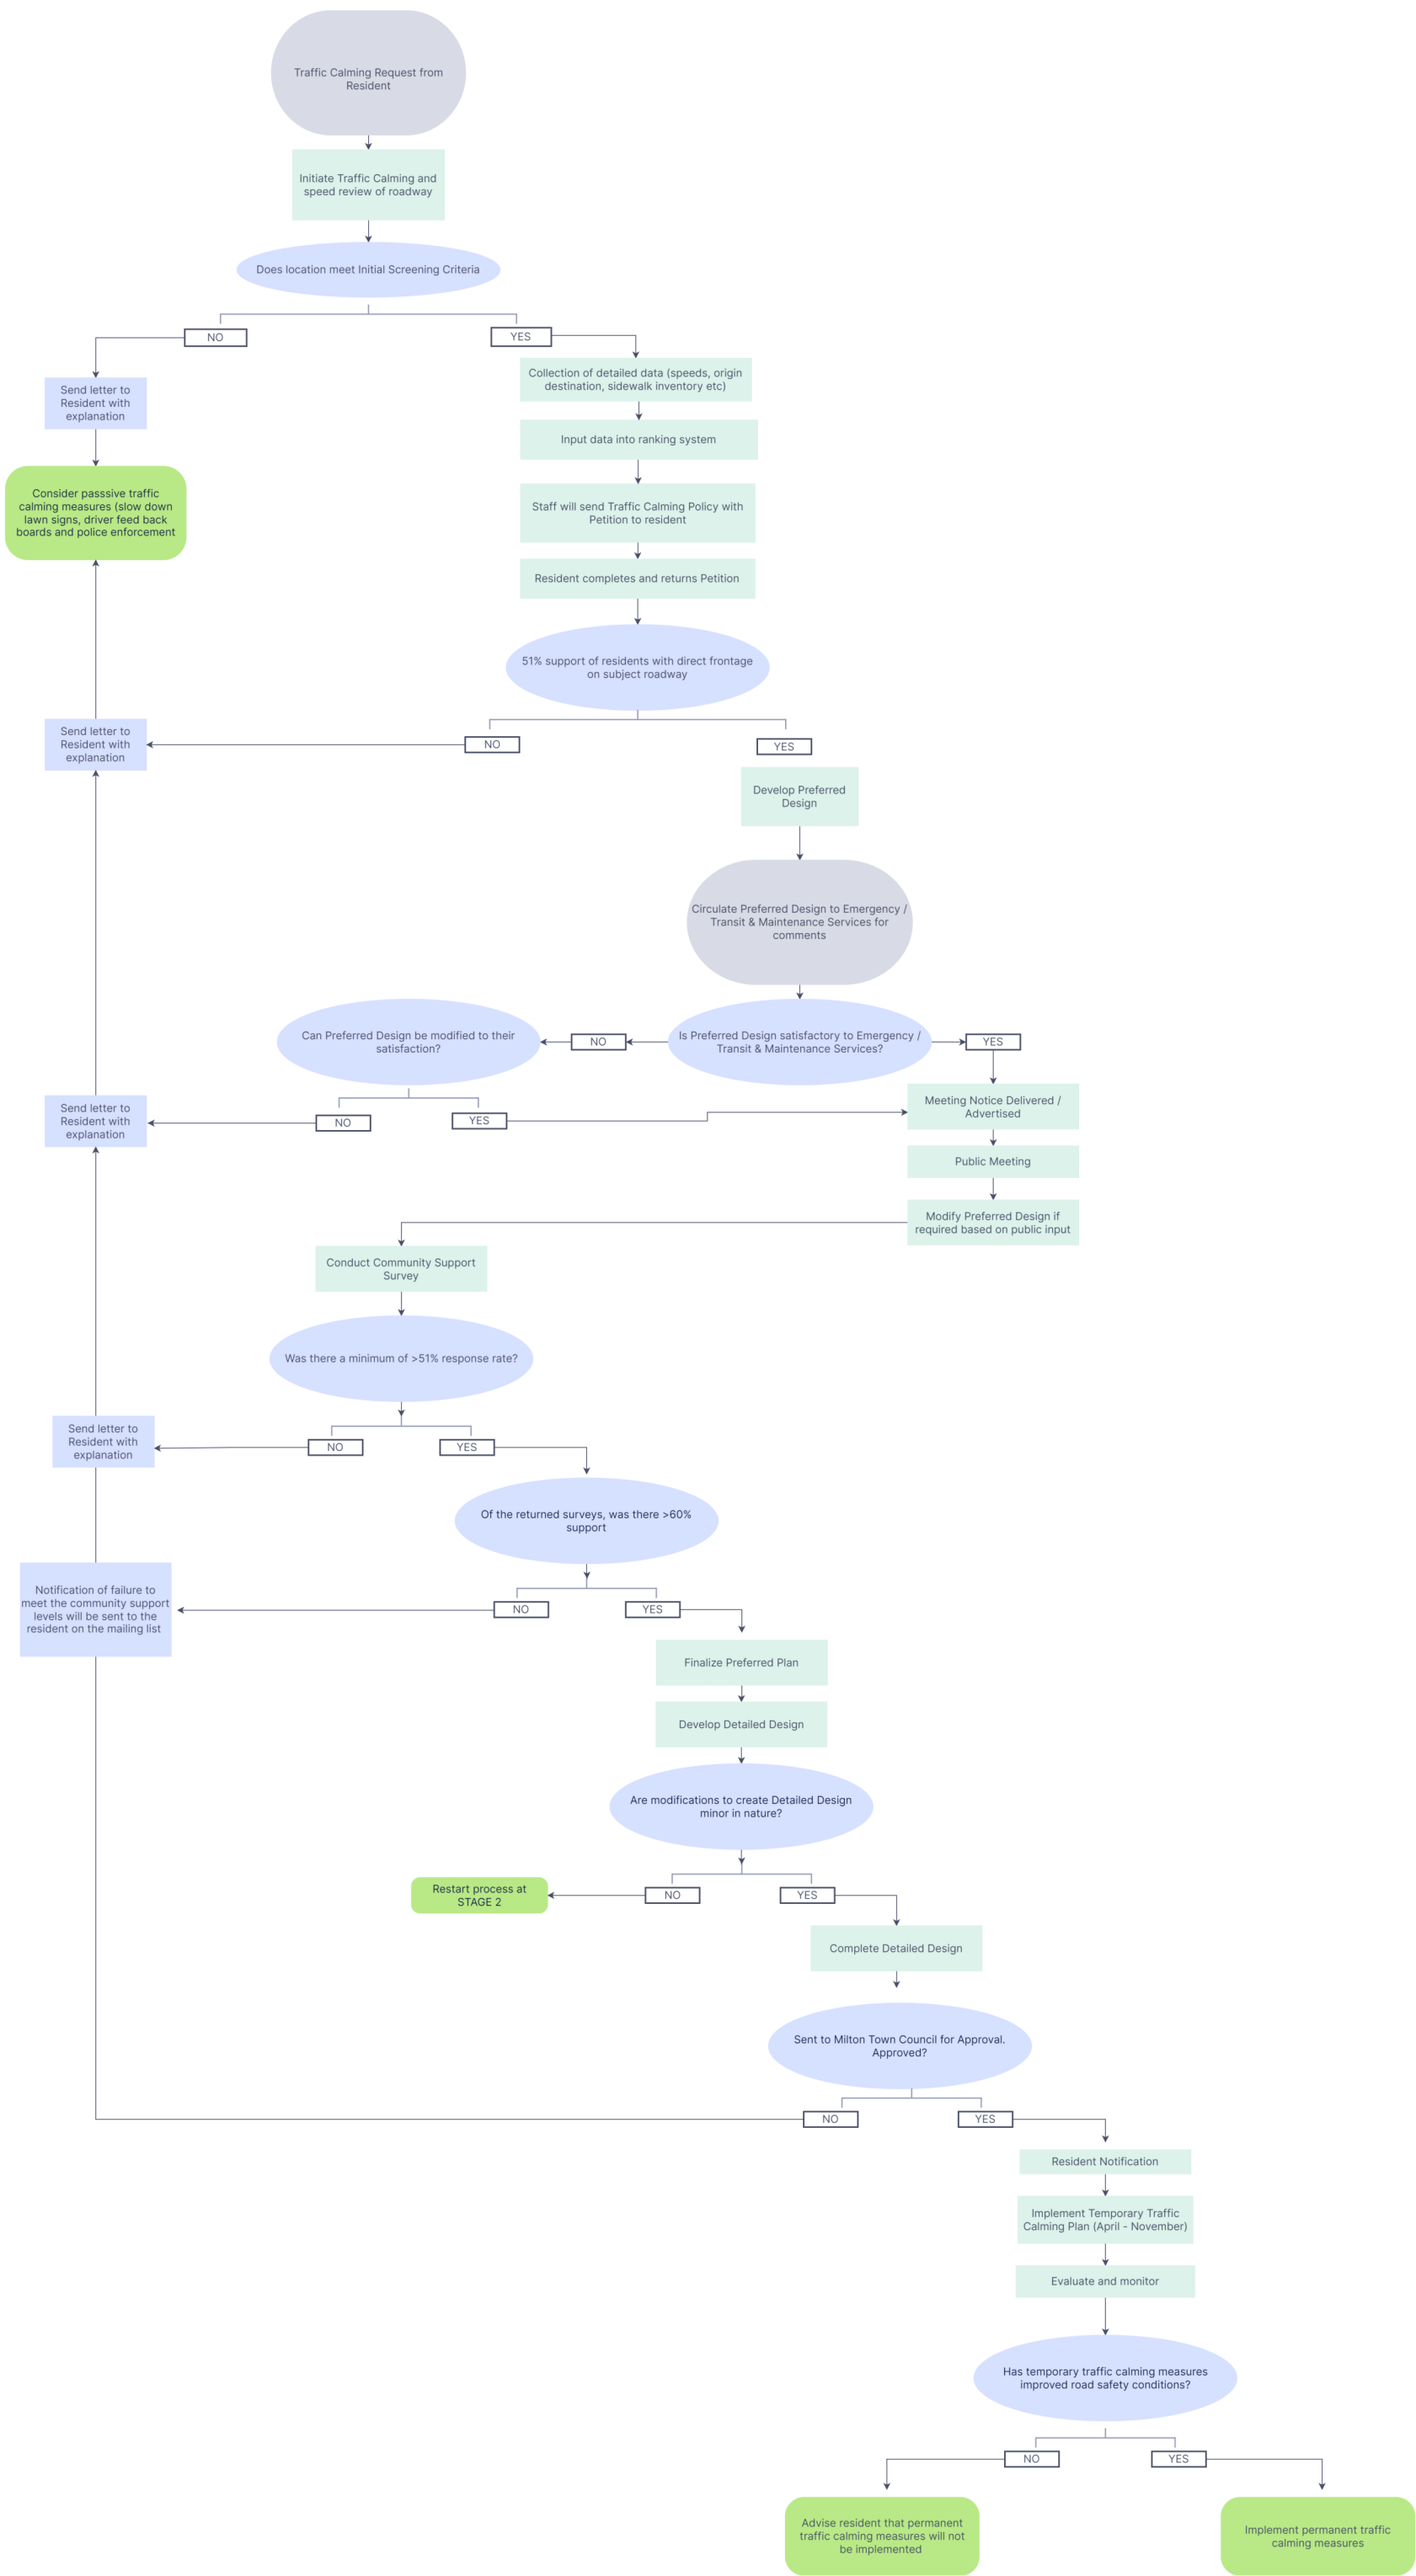 Traffic Calming Request from
Resident
Initiate Traffic Calming and
speed review of roadway
Does location meet Initial Screening Criteria
NO
YES
Send letter to
Resident with
explanation
Collection of detailed data (speeds, origin
destination, sidewalk inventory etc)
Input data into ranking system
Consider passsive traffic
calming measures (slow down
lawn signs, driver feed back
boards and police enforcement
Staff will send Traffic Calming Policy with
Petition to resident
Resident completes and returns Petition
51% support of residents with direct frontage
on subject roadway
NO
YES
Send letter to
Resident with
explanation
Develop Preferred
Design
Circulate Preferred Design to Emergency /
Transit & Maintenance Services for
comments
Is Preferred Design satisfactory to Emergency /
Transit & Maintenance Services?
NO
YES
Can Preferred Design be modified to their
satisfaction?
NO
YES
Send letter to
Resident with
explanation
Meeting Notice Delivered /
Advertised
Public Meeting
Modify Preferred Design if
required based on public input
Conduct Community Support
Survey
Was there a minimum of >51% response rate?
NO
YES
Send letter to
Resident with
explanation
Of the returned surveys, was there >60%
support
NO
YES
Notification of failure to
meet the community support
levels will be sent to the
resident on the mailing list
Finalize Preferred Plan
Develop Detailed Design
Are modifications to create Detailed Design
minor in nature?
NO
YES
Restart process at
STAGE 2
Complete Detailed Design
Sent to Milton Town Council for Approval.
Approved?
NO
YES
Resident Notification
Implement Temporary Traffic
Calming Plan (April - November)
Evaluate and monitor
Has temporary traffic calming measures
improved road safety conditions?
NO
YES
Advise resident that permanent
traffic calming measures will not
be implemented
Implement permanent traffic
calming measures